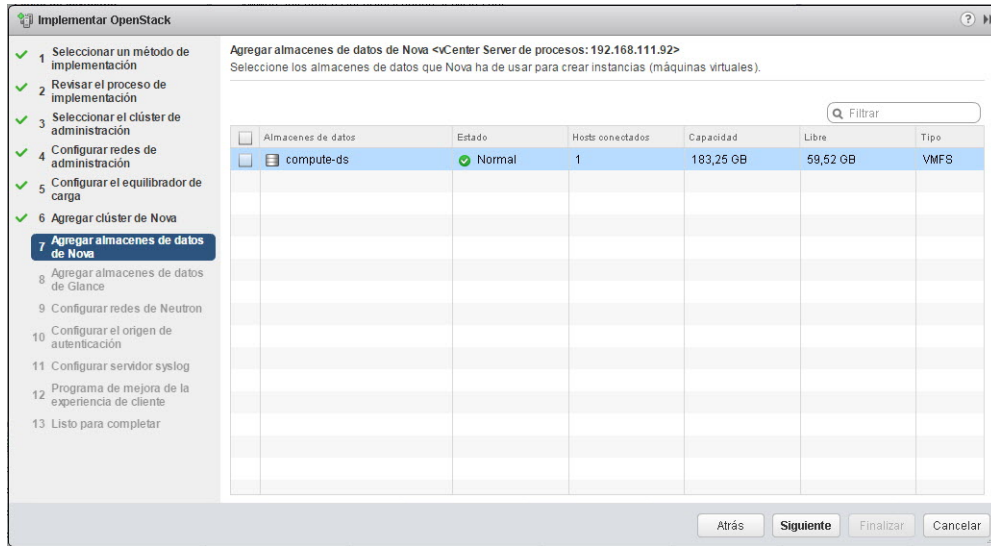 Implementar OpenStack
?
1 Seleccionar un método de
implementación
2 Revisar el proceso de
implementación
3 Seleccionar el clúster de
administración
4 Configurar redes de
administración
5 Configurar el equilibrador de
carga
6 Agregar clúster de Nova
7 Agregar almacenes de datos
de Nova
8 Agregar almacenes de datos
de Glance
9 Configurar redes de Neutron
10 Configurar el origen de
autenticación
11 Configurar servidor syslog
12 Programa de mejora de la
experiencia de cliente
13 Listo para completar
Agregar almacenes de datos de Nova <vCenter Server de procesos: 192.168.111.92>
Seleccione los almacenes de datos que Nova ha de usar para crear instancias (máquinas virtuales).
Filtrar
Almacenes de datos Estado Hosts conectados Capacidad Libre Tipo
compute-ds Normal 1 183,25 GB 59,52 GB VMFS
Atrás Siguiente Finalizar Cancelar